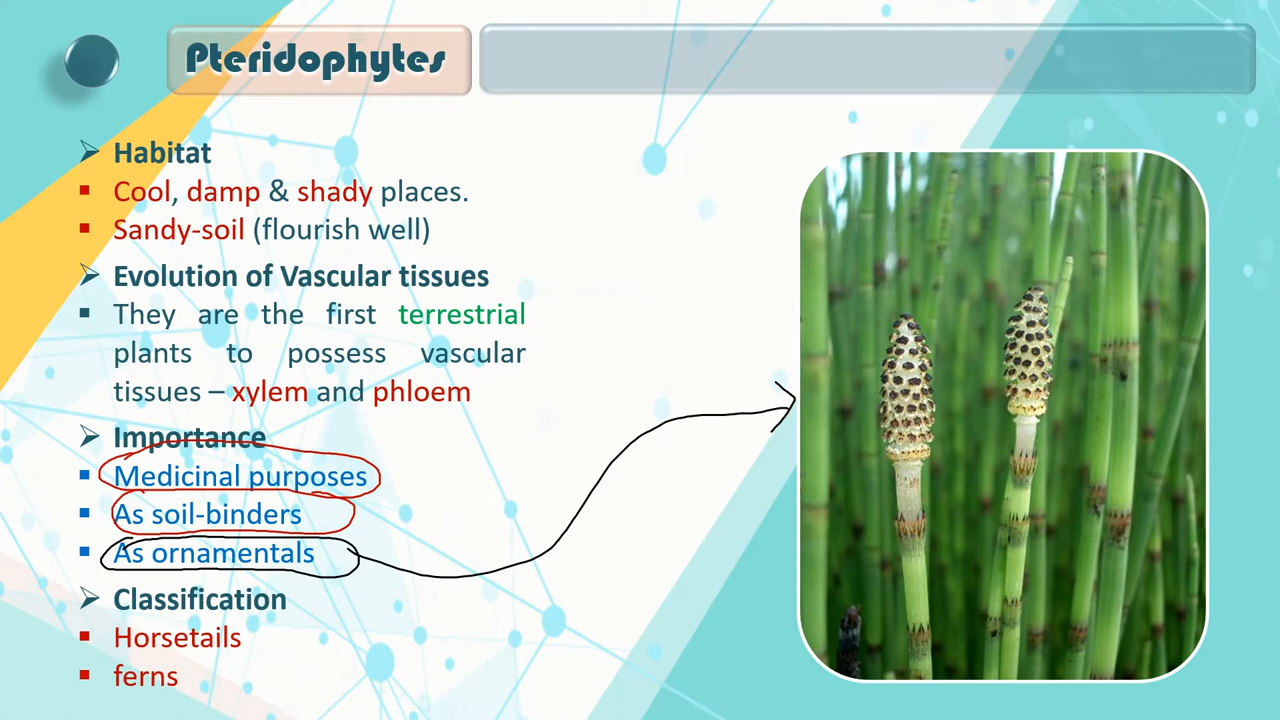 Pteridophytes
Habitat
Cool, damp & shady places.
Sandy-soil (flourish well)
Evolution of Vascular tissues
They are the first terrestrial
plants to possess vascular
tissues – xylem and phloem
Importance
Medicinal purposes
As soil-binders
As ornamentals
Classification
Horsetails
ferns